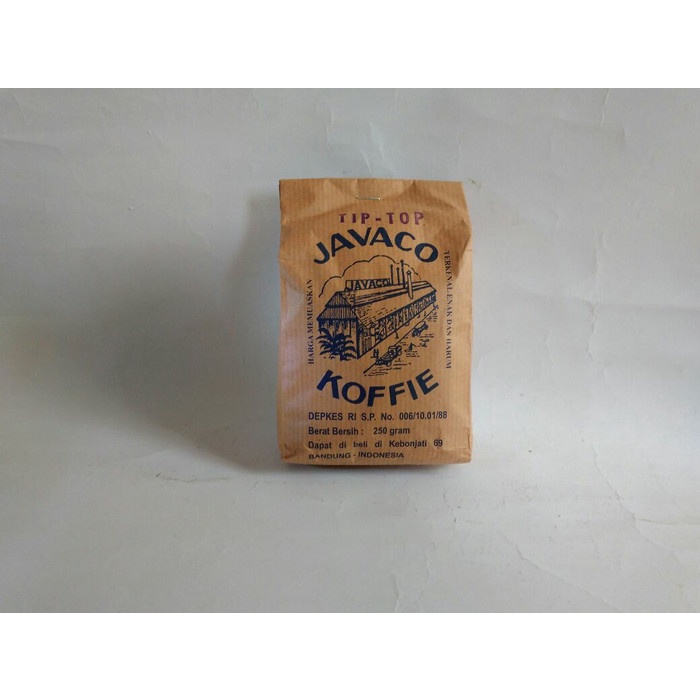 TIP-TOP
JAVACO
JAVACO
HARGA MEMUASKAN
TERKENAL ENAK DAN HARUM
KOFFIE
DEPKES RI S.P. No. 006/10.01/88
Berat Bersih : 250 gram
Dapat di beli di Kebonjati 69
BANDUNG - INDONESIA